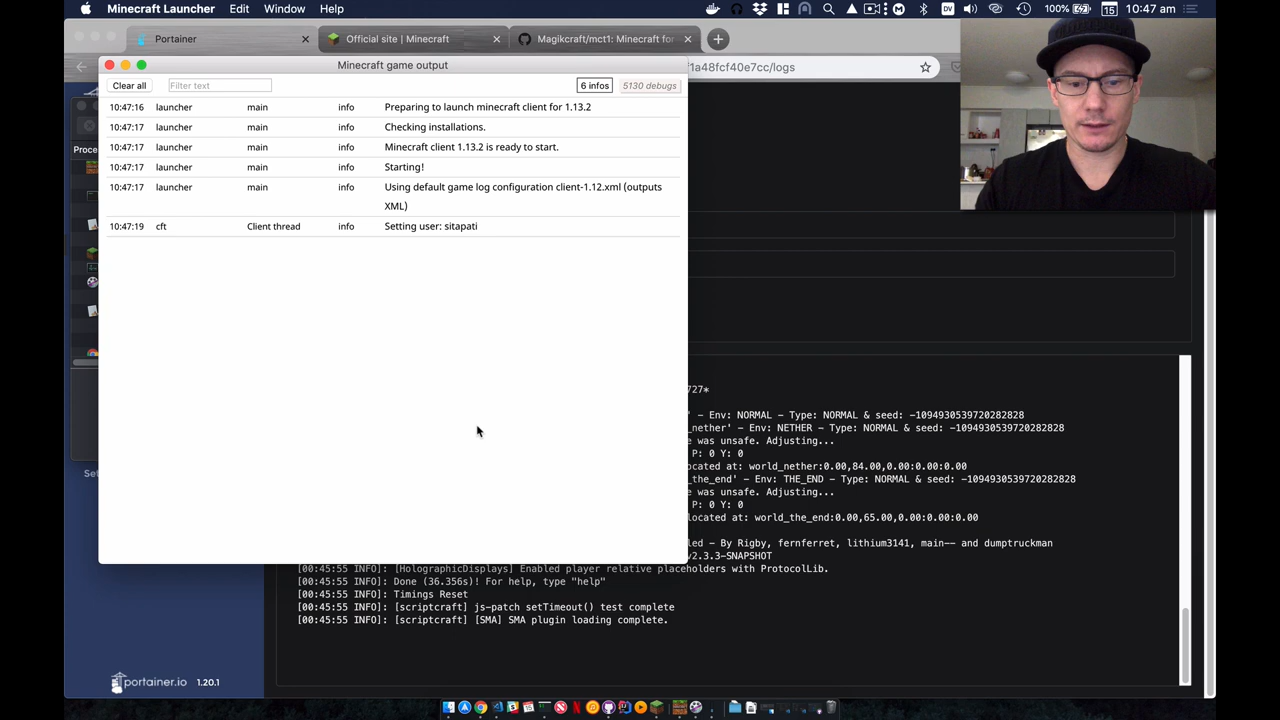 Minecraft Launcher Edit Window Help
DV 100% 15 10:47 am
Portainer
Official site | Minecraft
Magikcraft/mct1: Minecraft for
1a48fcf40e7cc/logs
Minecraft game output
Clear all Filter text 6 infos 5130 debugs
10:47:16 launcher main info Preparing to launch minecraft client for 1.13.2
10:47:17 launcher main info Checking installations.
10:47:17 launcher main info Minecraft client 1.13.2 is ready to start.
10:47:17 launcher main info Starting!
10:47:17 launcher main info Using default game log configuration client-1.12.xml (outputs
XML)
10:47:19 cft Client thread info Setting user: sitapati
Proce
Set
727*
' - Env: NORMAL - Type: NORMAL & seed: -1094930539720282828
_nether' - Env: NETHER - Type: NORMAL & seed: -1094930539720282828
e was unsafe. Adjusting...
P: 0 Y: 0
ocated at: world_nether:0.00,84.00,0.00:0.00:0.00
_the_end' - Env: THE_END - Type: NORMAL & seed: -1094930539720282828
e was unsafe. Adjusting...
P: 0 Y: 0
located at: world_the_end:0.00,65.00,0.00:0.00:0.00
led - By Rigby, fernferret, lithium3141, main-- and dumptruckman
v2.3.3-SNAPSHOT
[00:45:55 INFO]: [HolographicDisplays] Enabled player relative placeholders with ProtocolLib.
[00:45:55 INFO]: Done (36.356s)! For help, type "help"
[00:45:55 INFO]: Timings Reset
[00:45:55 INFO]: [scriptcraft] js-patch setTimeout() test complete
[00:45:55 INFO]: [scriptcraft] [SMA] SMA plugin loading complete.
portainer.io 1.20.1